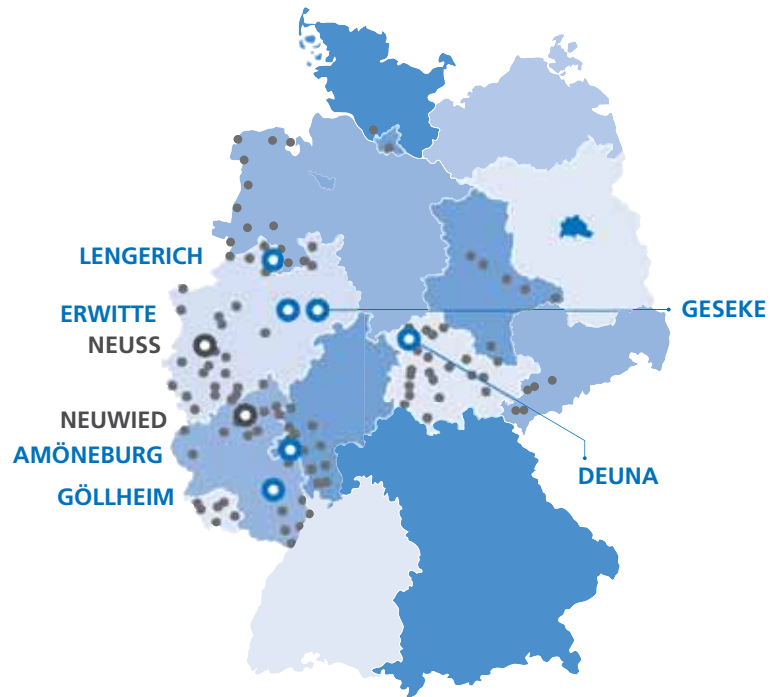 LENGERICH
ERWITTE
GESEKE
NEUSS
NEUWIED
AMÖNEBURG
DEUNA
GÖLLHEIM